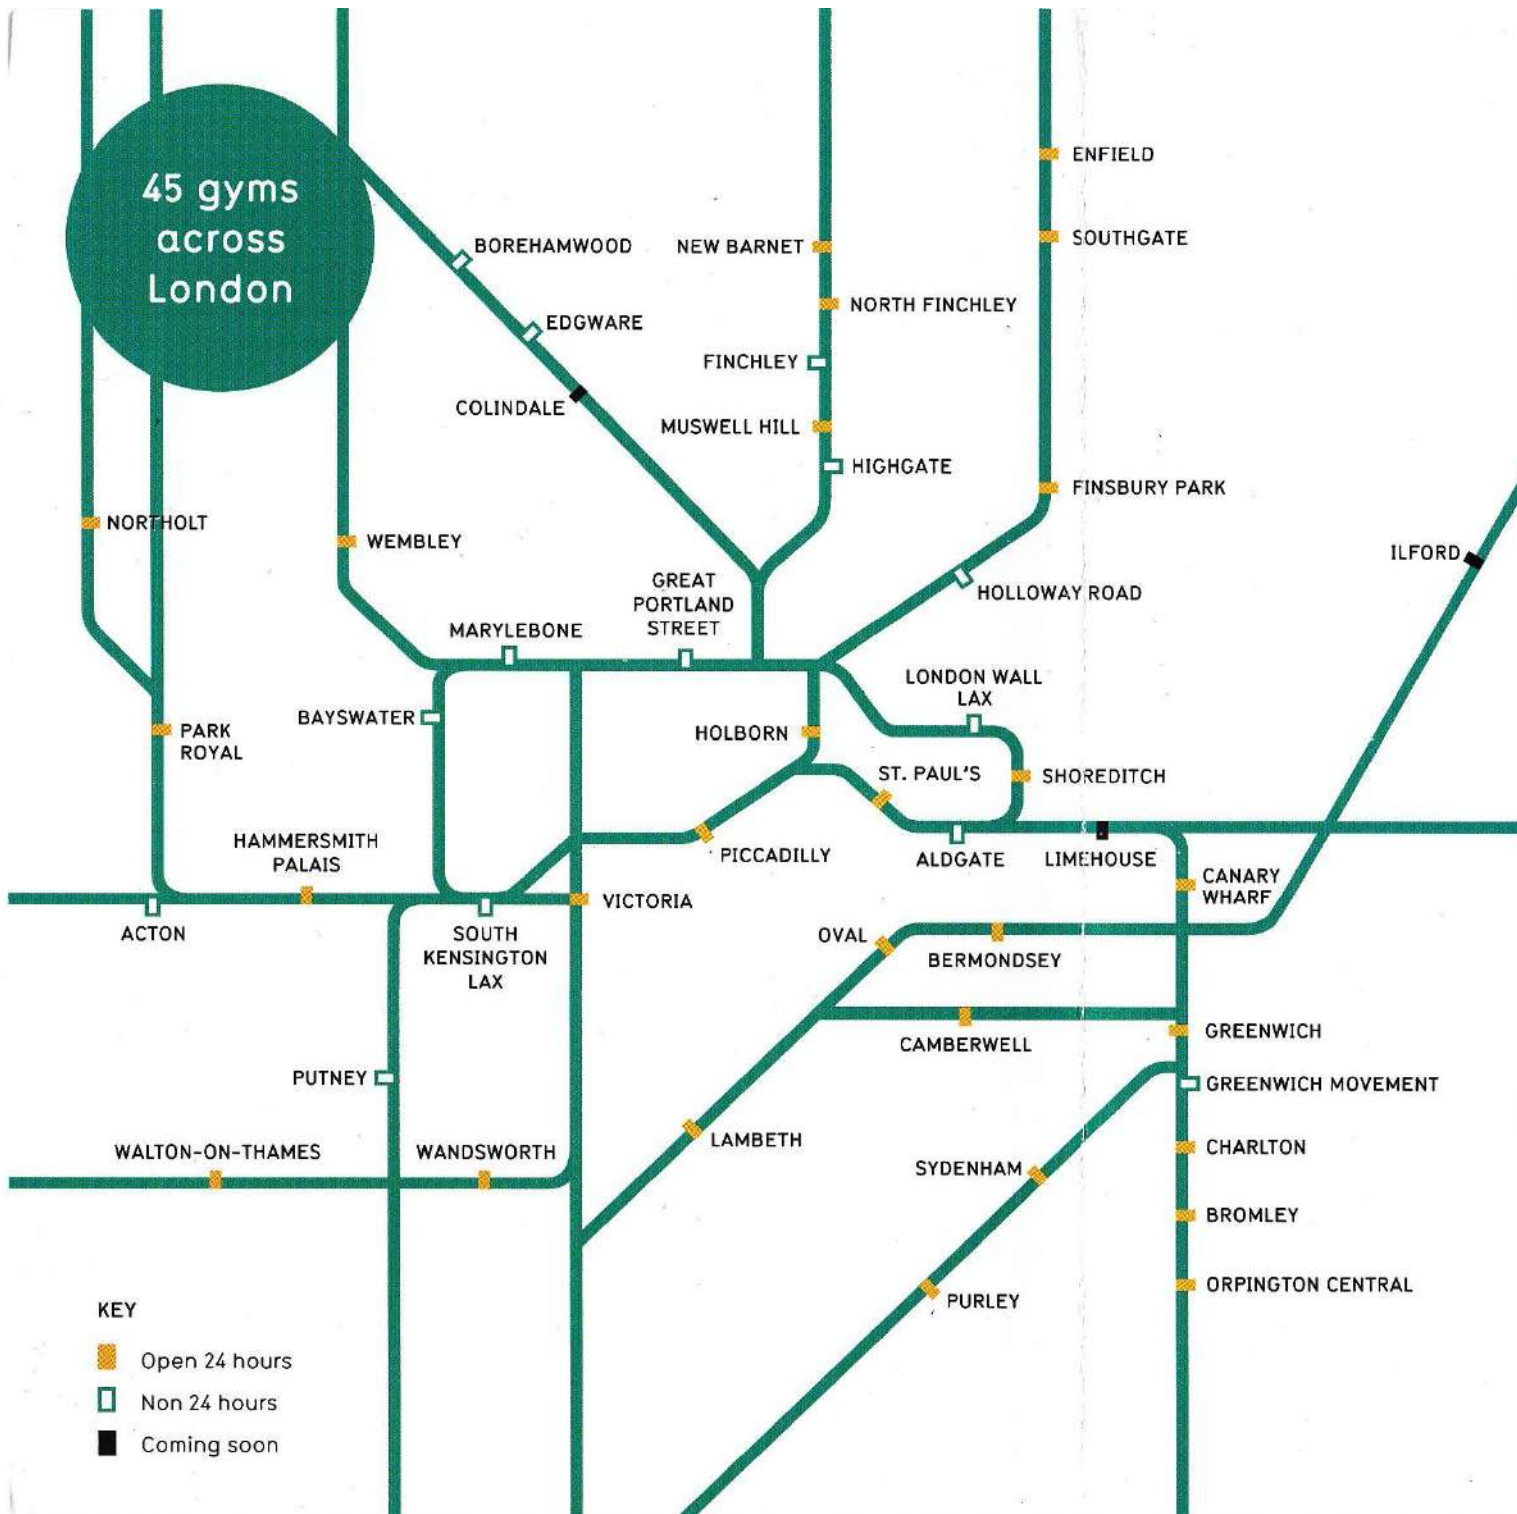 45 gyms
across
London
ENFIELD
SOUTHGATE
BOREHAMWOOD
NEW BARNET
NORTH FINCHLEY
EDGWARE
FINCHLEY
COLINDALE
MUSWELL HILL
HIGHGATE
FINSBURY PARK
NORTHOLT
WEMBLEY
ILFORD
GREAT
PORTLAND
STREET
HOLLOWAY ROAD
MARYLEBONE
LONDON WALL
LAX
BAYSWATER
HOLBORN
PARK
ROYAL
ST. PAUL'S
SHOREDITCH
HAMMERSMITH
PALAIS
PICCADILLY
ALDGATE
LIMEHOUSE
CANARY
WHARF
VICTORIA
ACTON
SOUTH
KENSINGTON
LAX
OVAL
BERMONDSEY
CAMBERWELL
GREENWICH
PUTNEY
GREENWICH MOVEMENT
LAMBETH
CHARLTON
WALTON-ON-THAMES
WANDSWORTH
SYDENHAM
BROMLEY
ORPINGTON CENTRAL
PURLEY
KEY
Open 24 hours
Non 24 hours
Coming soon